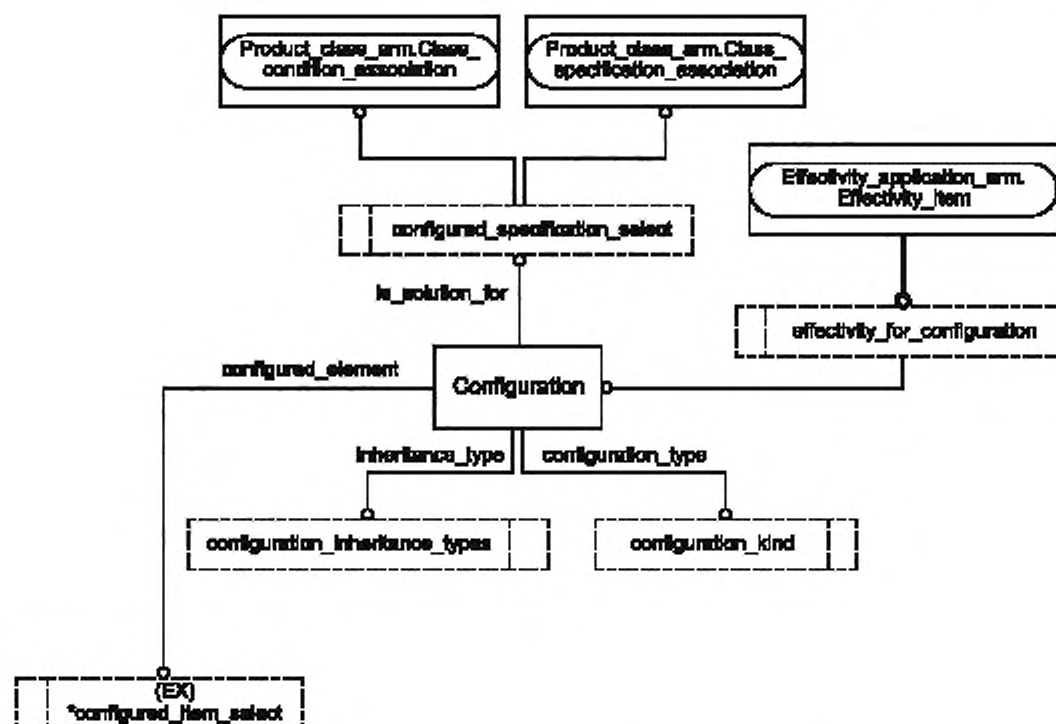 Product_class_arm.Class_
condition_association
Product_class_arm.Class_
specification_association
Effectivity_application_arm.
Effectivity_item
configured_specification_select
is_solution_for
effectivity_for_configuration
configured_element
Configuration
inheritance_type
configuration_type
configuration_inheritance_types
configuration_kind
(EX)
*configured_item_select